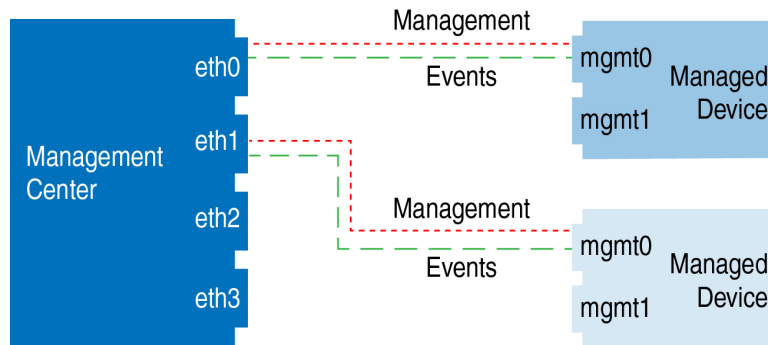 Management
eth0
mgmt0
Managed
Device
Events
mgmt1
eth1
Management
Center
Management
eth2
mgmt0
Managed
Device
Events
eth3
mgmt1